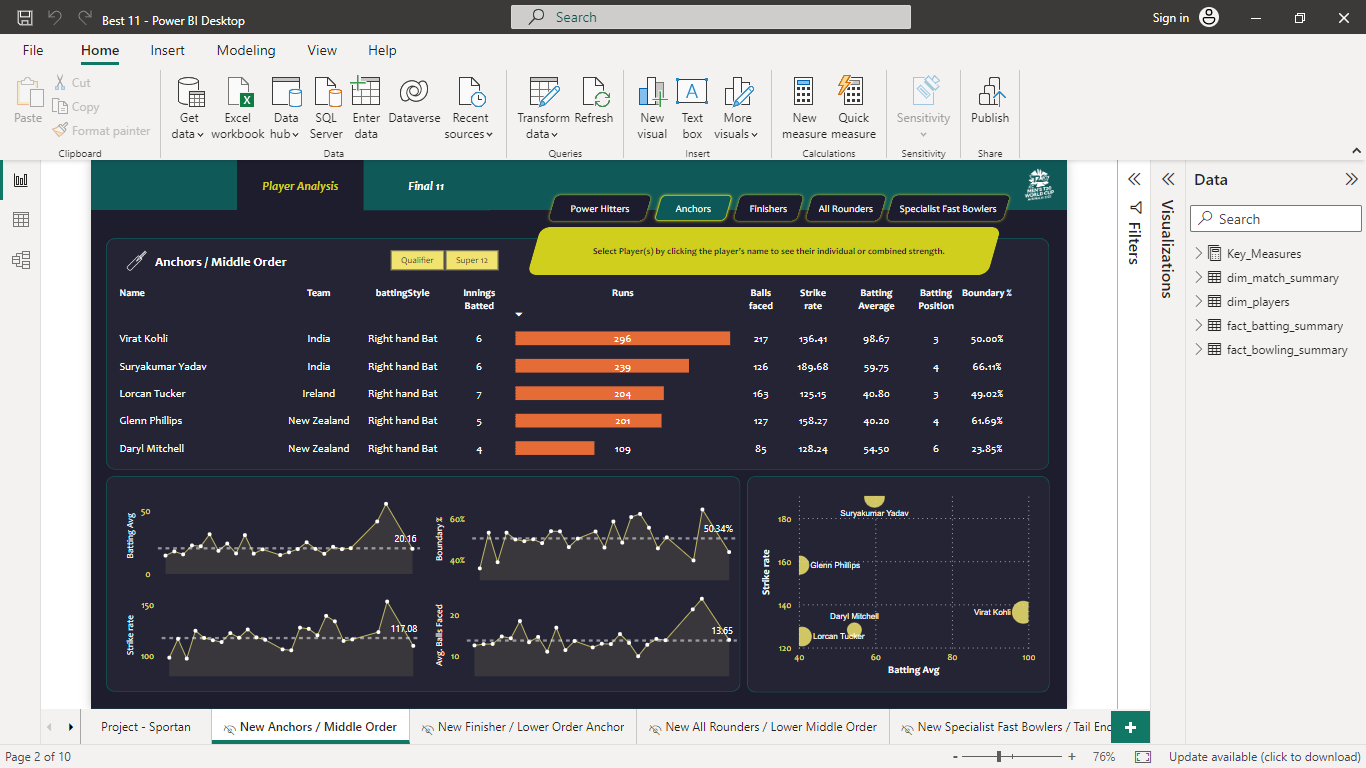 Best 11 - Power BI Desktop
Search
Sign in
File Home Insert Modeling View Help
Paste
Cut
Copy
Format painter
Clipboard
Get data
Excel workbook
Data hub
SQL Server
Enter data
Dataverse
Recent sources
Data
Transform data
Refresh
Queries
New visual
Text box
More visuals
Insert
New measure
Quick measure
Calculations
Sensitivity
Sensitivity
Publish
Share
Player Analysis
Final 11
MEN'S T20
WORLD CUP
Power Hitters
Anchors
Finishers
All Rounders
Specialist Fast Bowlers
Select Player(s) by clicking the player's name to see their individual or combined strength.
Anchors / Middle Order
Qualifier
Super 12
Name Team battingStyle Innings Batted Runs Balls faced Strike rate Batting Average Batting Position Boundary %
Virat Kohli India Right hand Bat 6 296 217 136.41 98.67 3 50.00%
Suryakumar Yadav India Right hand Bat 6 239 126 189.68 59.75 4 66.11%
Lorcan Tucker Ireland Right hand Bat 7 204 163 125.15 40.80 3 49.02%
Glenn Phillips New Zealand Right hand Bat 5 201 127 158.27 40.20 4 61.69%
Daryl Mitchell New Zealand Right hand Bat 4 109 85 128.24 54.50 6 23.85%
Batting Avg
50
0
20.16
Boundary %
60%
40%
50.34%
Strike rate
150
100
117.08
Avg. Balls Faced
20
10
13.65
Strike rate
180
160
140
120
Suryakumar Yadav
Glenn Phillips
Virat Kohli
Daryl Mitchell
Lorcan Tucker
40 60 80 100
Batting Avg
Filters
Visualizations
Data
Search
Key_Measures
dim_match_summary
dim_players
fact_batting_summary
fact_bowling_summary
Project - Sportan
New Anchors / Middle Order
New Finisher / Lower Order Anchor
New All Rounders / Lower Middle Order
New Specialist Fast Bowlers / Tail End
Page 2 of 10
- + 76%
Update available (click to download)